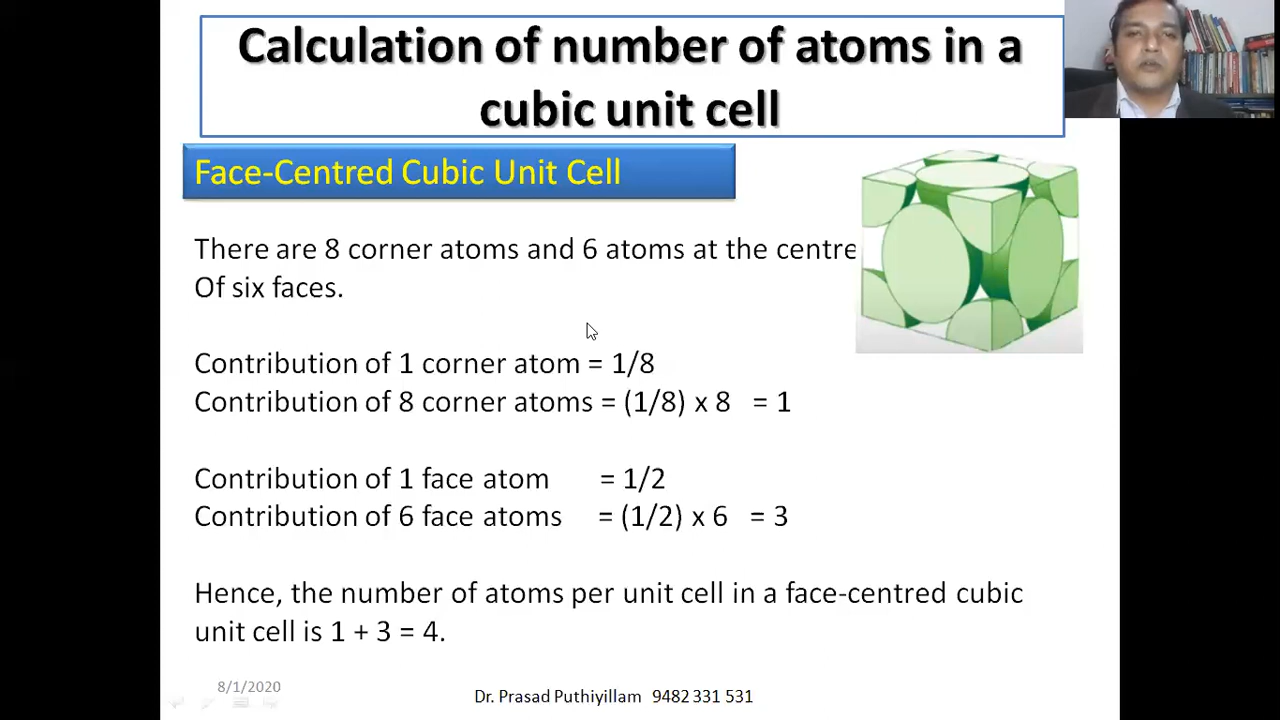 Calculation of number of atoms in a
cubic unit cell
Face-Centred Cubic Unit Cell
There are 8 corner atoms and 6 atoms at the centre
Of six faces.
Contribution of 1 corner atom = 1/8
Contribution of 8 corner atoms = (1/8) x 8 = 1
Contribution of 1 face atom = 1/2
Contribution of 6 face atoms = (1/2) x 6 = 3
Hence, the number of atoms per unit cell in a face-centred cubic
unit cell is 1 + 3 = 4.
8/1/2020
Dr. Prasad Puthiyillam 9482 331 531